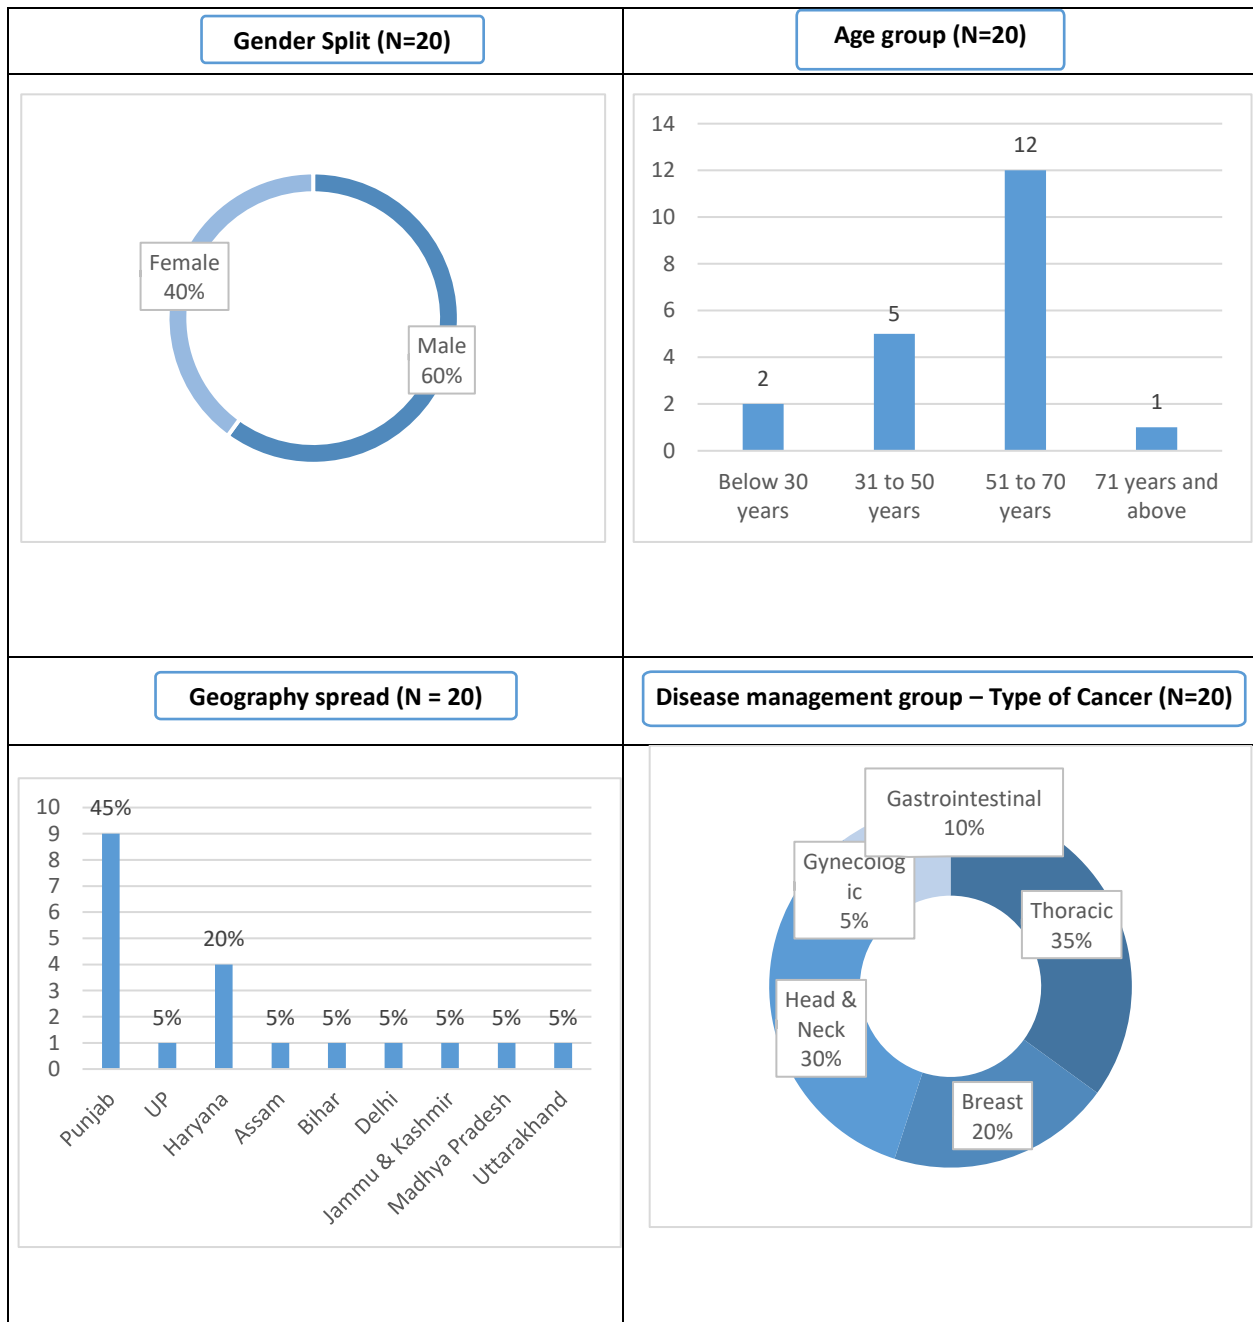 Gender Split (N=20)
Age group (N=20)
Female
40%
Male
60%
14
12
10
8
6
4
2
0
2
5
12
1
Below 30
years
31 to 50
years
51 to 70
years
71 years and
above
Geography spread (N = 20)
Disease management group – Type of Cancer (N=20)
10
9
8
7
6
5
4
3
2
1
0
45%
5%
20%
5%
5%
5%
5%
5%
5%
Punjab
UP
Haryana
Assam
Bihar
Delhi
Jammu & Kashmir
Madhya Pradesh
Uttarakhand
Gastrointestinal
10%
Gynecolog
ic
5%
Thoracic
35%
Head &
Neck
30%
Breast
20%